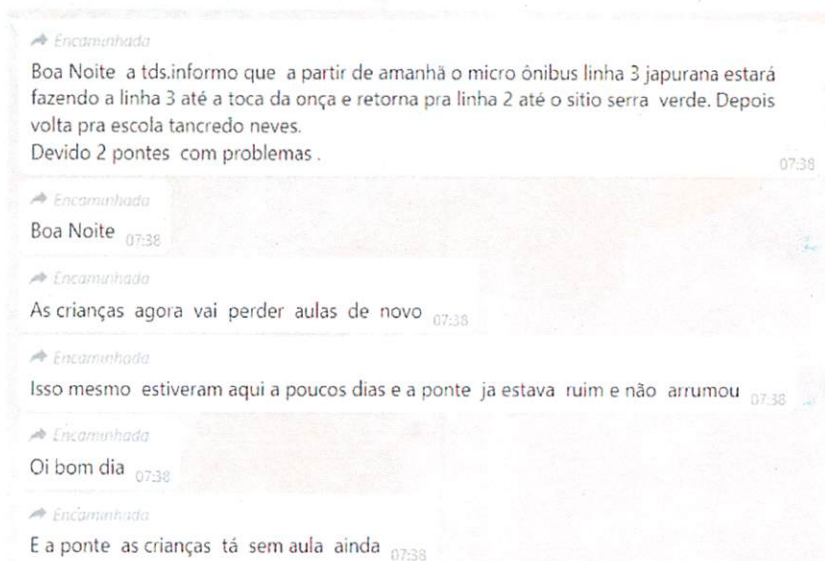 Encaminhada
Boa Noite a tds.informo que a partir de amanhã o micro ônibus linha 3 japurana estará
fazendo a linha 3 até a toca da onça e retorna pra linha 2 até o sitio serra verde. Depois
volta pra escola tancredo neves.
Devido 2 pontes com problemas .
07:38
Encaminhada
Boa Noite 07:38
Encaminhada
As crianças agora vai perder aulas de novo 07:38
Encaminhada
Isso mesmo estiveram aqui a poucos dias e a ponte ja estava ruim e não arrumou 07:38
Encaminhada
Oi bom dia 07:38
Encaminhada
E a ponte as crianças tá sem aula ainda 07:38